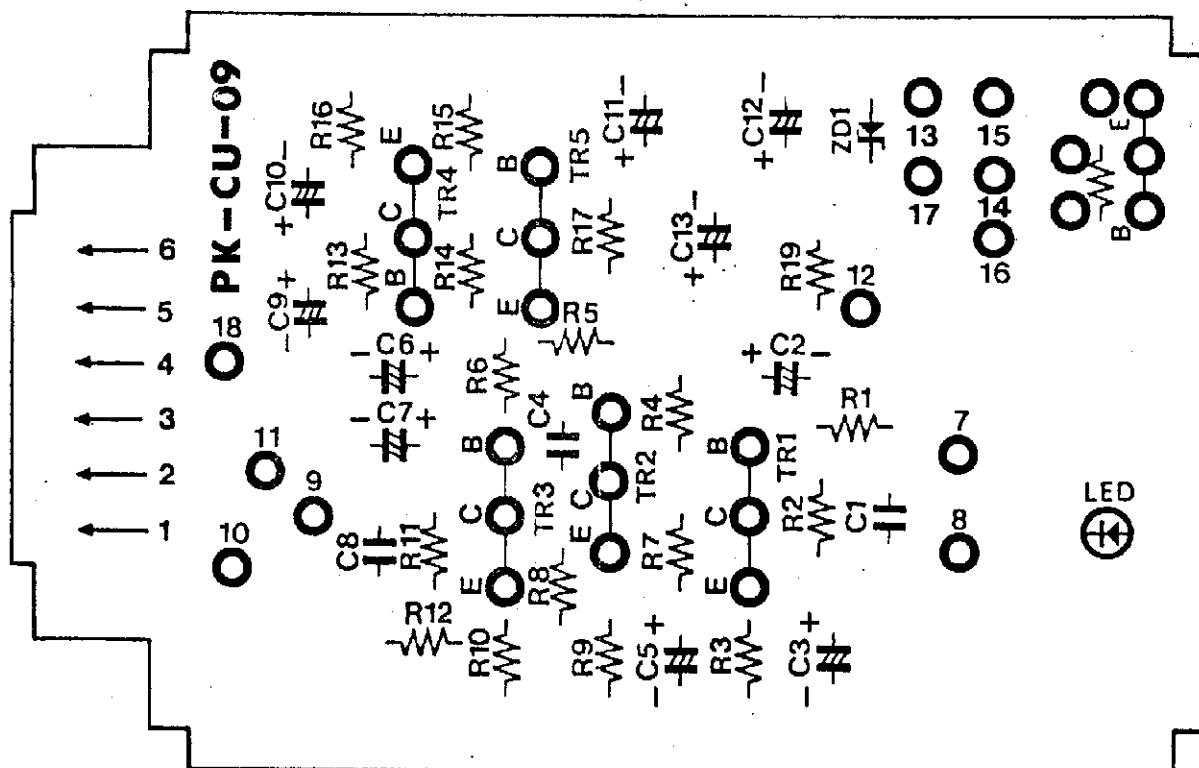 PK-CU-09
R16
R15
E
TR4
C
B
C10
+
-
C11
+
-
C12
+
-
ZD1
13
15
17
14
16
E
B
B
TR5
C
E
R17
C13
+
-
R13
R14
R19
12
C9
-
+
6
5
4
3
2
1
18
- C6 +
- C7 +
R6
R5
C4
B
TR2
C
E
R4
+ C2 -
R1
7
8
LED
11
9
10
C8
R11
B
TR3
C
E
R8
R7
B
TR1
C
E
R2
C1
R12
R10
R9
C5
-
+
R3
C3
-
+